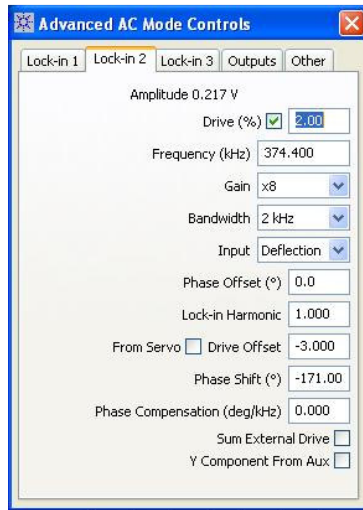 Advanced AC Mode Controls
Lock-in 1 Lock-in 2 Lock-in 3 Outputs Other
Amplitude 0.217 V
Drive (%) 2.00
Frequency (kHz) 374.400
Gain x8
Bandwidth 2 kHz
Input Deflection
Phase Offset (°) 0.0
Lock-in Harmonic 1.000
From Servo Drive Offset -3.000
Phase Shift (°) -171.00
Phase Compensation (deg/kHz) 0.000
Sum External Drive
Y Component From Aux